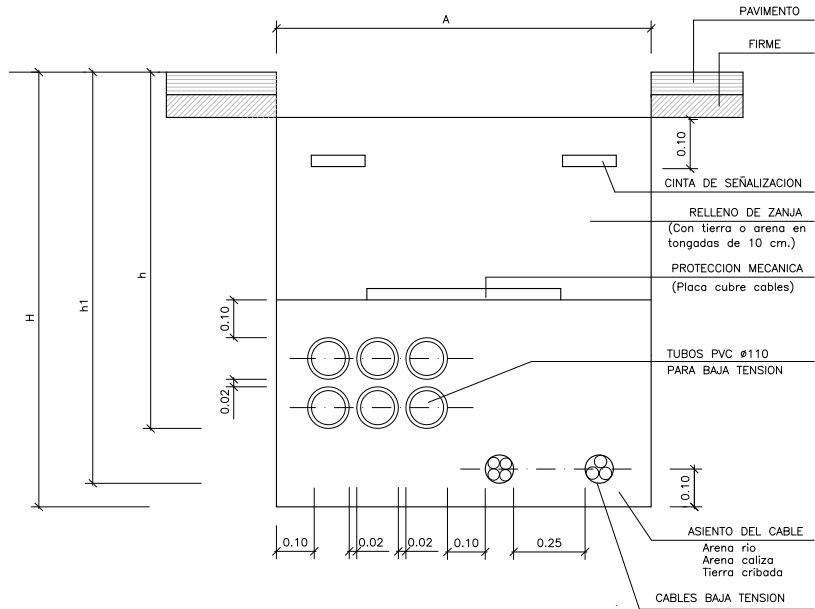 PAVIMENTO
A
FIRME
0.10
CINTA DE SEÑALIZACION
RELLENO DE ZANJA
(Con tierra o arena en
tongadas de 10 cm.)
PROTECCION MECANICA
(Placa cubre cables)
H
h1
h
0.10
TUBOS PVC ø110
PARA BAJA TENSION
0.02
0.10
0.10
0.02
0.02
0.10
0.25
ASIENTO DEL CABLE
Arena rio
Arena caliza
Tierra cribada
CABLES BAJA TENSION